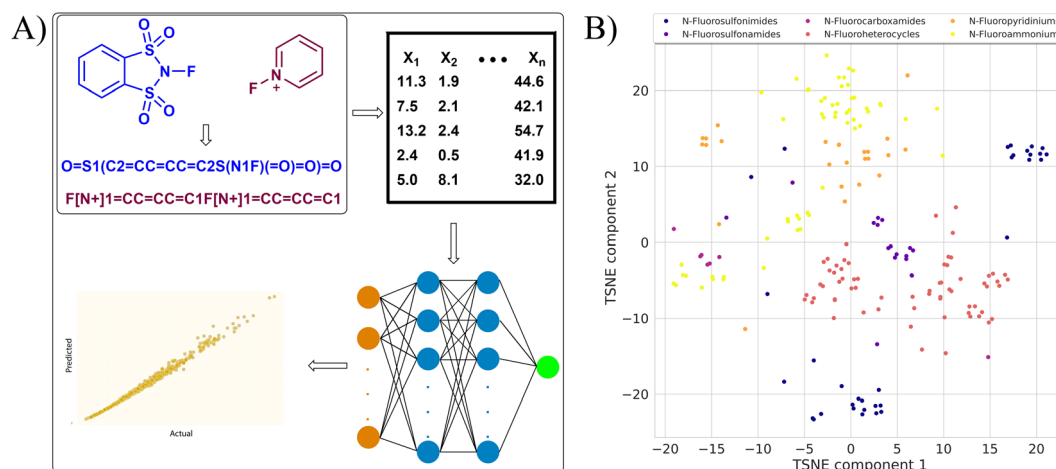 A)
O
O
S
N
F
S
O
O
F
N
+
O=S1(C2=CC=CC=C2S(N1F)(=O)=O)=O
F[N+]1=CC=CC=C1F[N+]1=CC=CC=C1
X1 X2 ••• Xn
11.3 1.9 44.6
7.5 2.1 42.1
13.2 2.4 54.7
2.4 0.5 41.9
5.0 8.1 32.0
Predicted
Actual
B)
N-Fluorosulfonimides N-Fluorocarboxamides N-Fluoropyridinium
N-Fluorosulfonamides N-Fluoroheterocycles N-Fluoroammonium
TSNE component 2
20
10
0
−10
−20
−20 −15 −10 −5 0 5 10 15 20
TSNE component 1